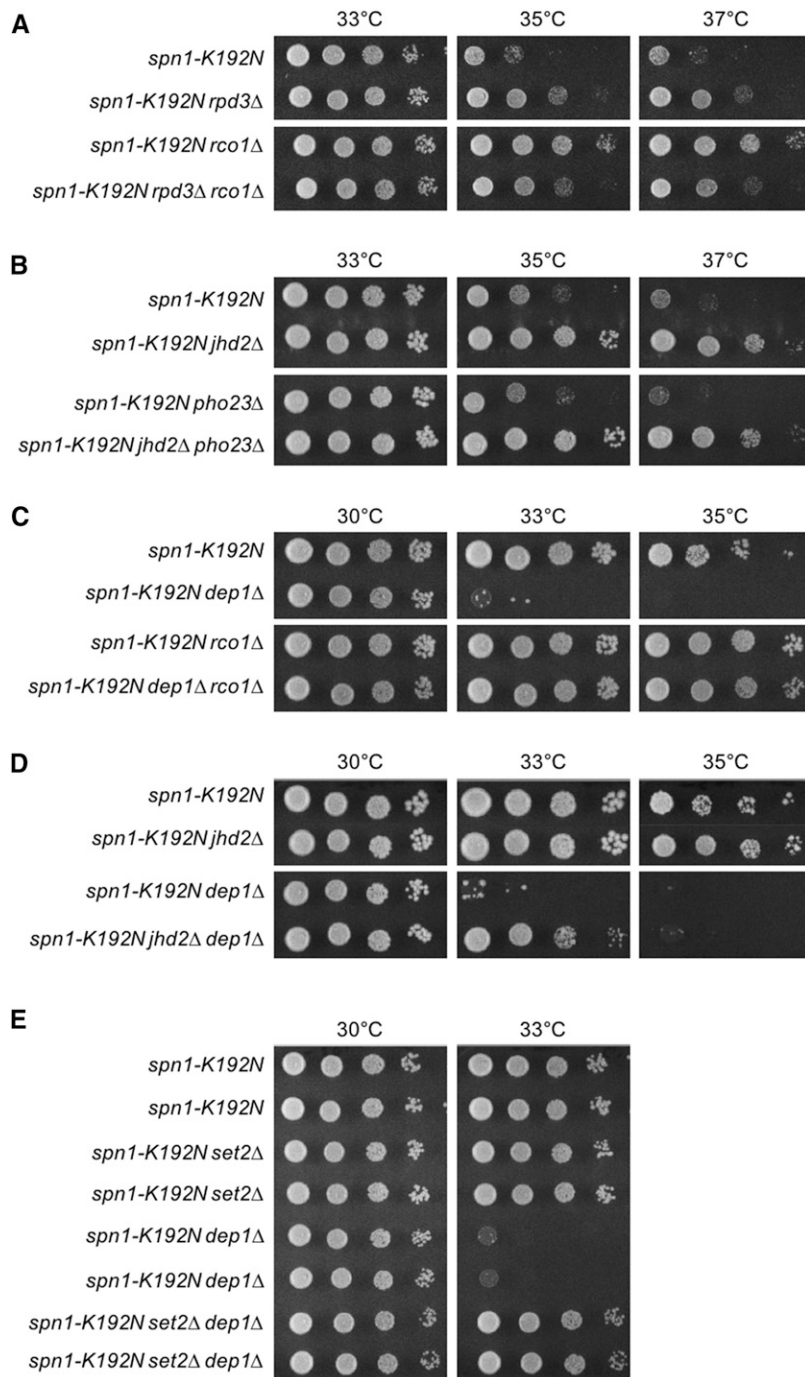 A
33°C 35°C 37°C
spn1-K192N
spn1-K192N rpd3Δ
spn1-K192N rco1Δ
spn1-K192N rpd3Δ rco1Δ
B
33°C 35°C 37°C
spn1-K192N
spn1-K192N jhd2Δ
spn1-K192N pho23Δ
spn1-K192N jhd2Δ pho23Δ
C
30°C 33°C 35°C
spn1-K192N
spn1-K192N dep1Δ
spn1-K192N rco1Δ
spn1-K192N dep1Δ rco1Δ
D
30°C 33°C 35°C
spn1-K192N
spn1-K192N jhd2Δ
spn1-K192N dep1Δ
spn1-K192N jhd2Δ dep1Δ
E
30°C 33°C
spn1-K192N
spn1-K192N
spn1-K192N set2Δ
spn1-K192N set2Δ
spn1-K192N dep1Δ
spn1-K192N dep1Δ
spn1-K192N set2Δ dep1Δ
spn1-K192N set2Δ dep1Δ